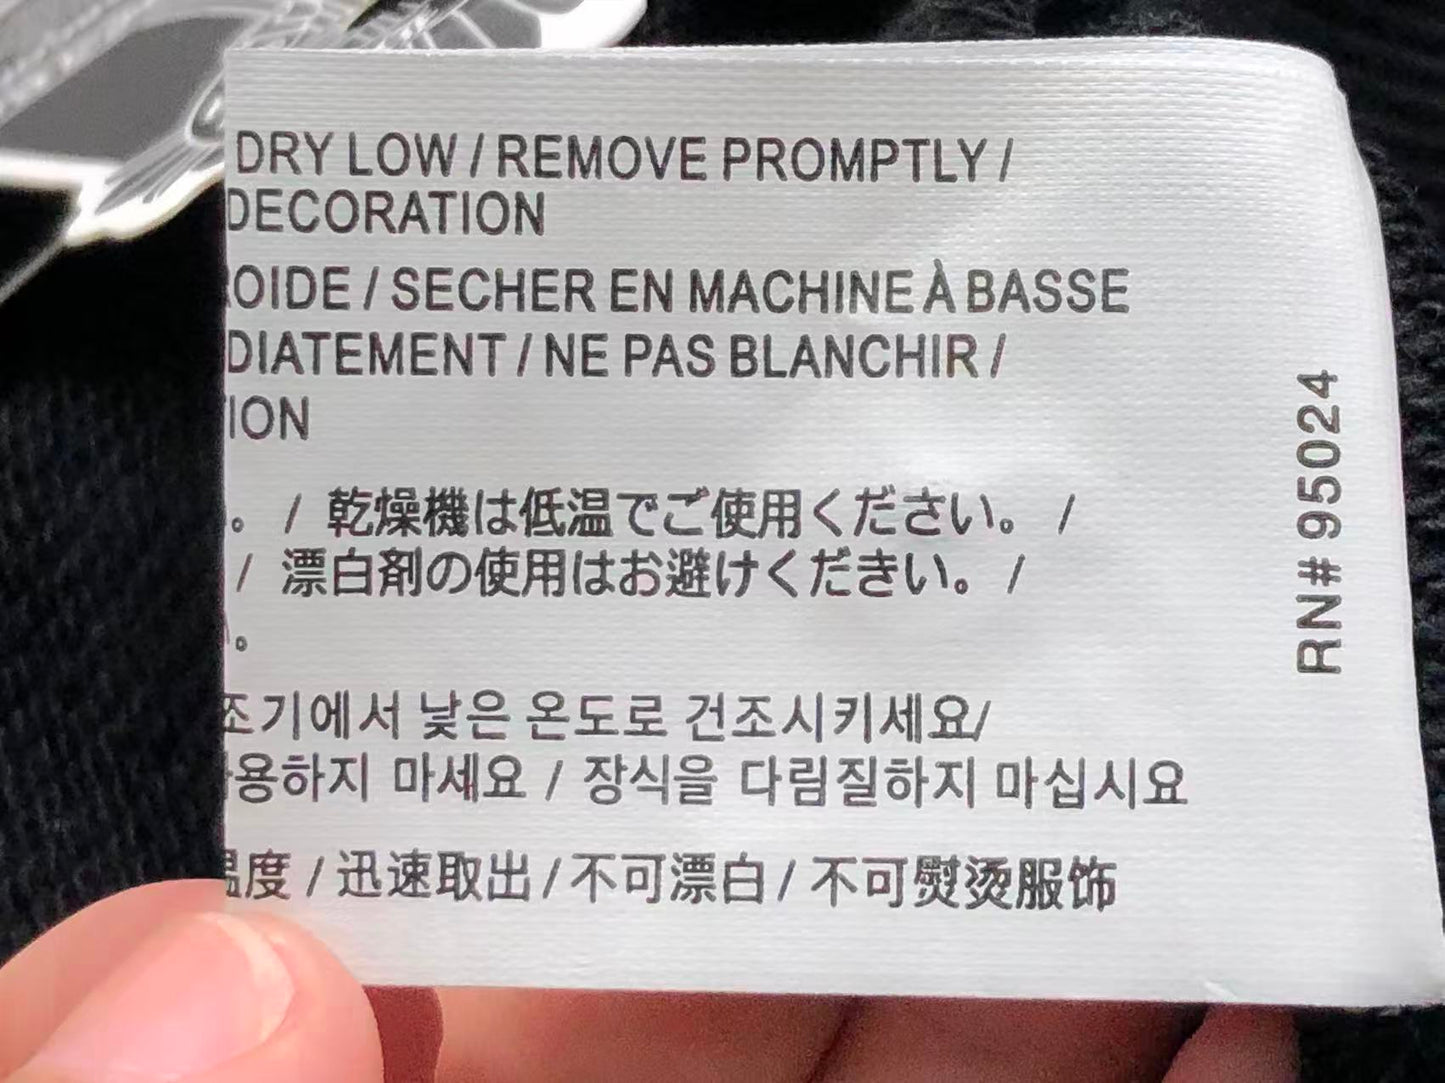 DRY LOW / REMOVE PROMPTLY /
DECORATION
OIDE / SECHER EN MACHINE À BASSE
DIATEMENT / NE PAS BLANCHIR /
ION
。 / 乾燥機は低温でご使用ください。 /
/ 漂白剤の使用はお避けくだきい。 /
。
조기에서 낮은 온도로 건조시키세요/
용하지 마세요 / 장식을 다림질하지 마십시요
温度 / 迅速取出 / 不可漂白 / 不可熨烫服饰
RN# 95024